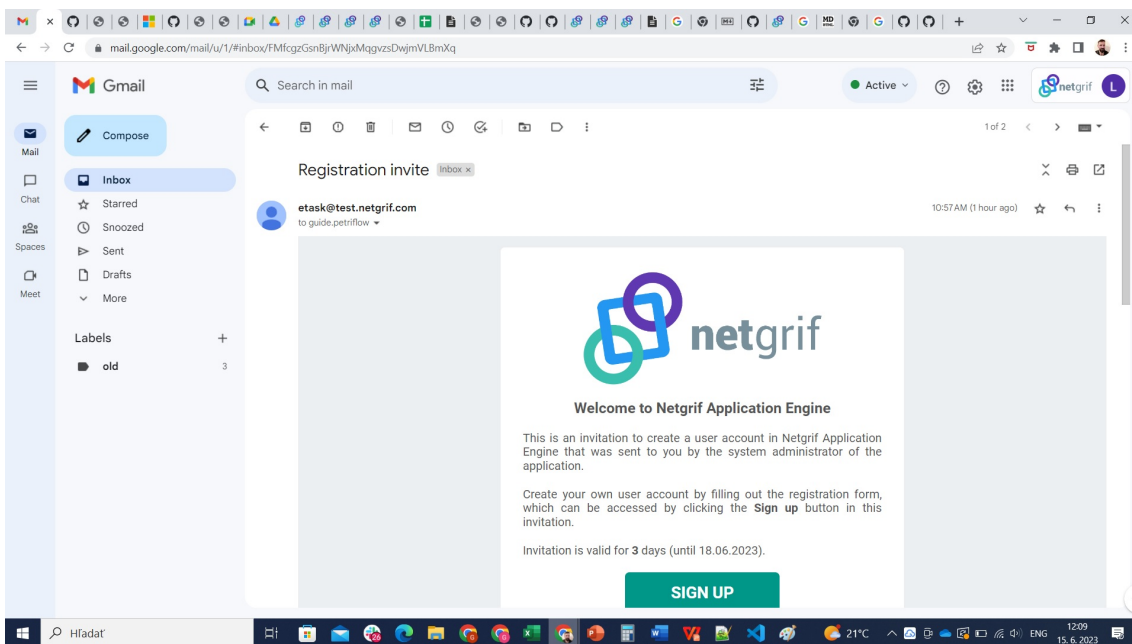 mail.google.com/mail/u/1/#inbox/FMfcgzGsnBjrWNjxMqgvzsDwjmVLBmXq
Gmail
Search in mail
Active
netgrif
L
Mail
Compose
1 of 2
Inbox
Registration invite Inbox x
Chat
Starred
etask@test.netgrif.com
10:57 AM (1 hour ago)
to guide.petriflow
Snoozed
Spaces
Sent
Drafts
Meet
More
Labels
old
3
netgrif
Welcome to Netgrif Application Engine
This is an invitation to create a user account in Netgrif Application
Engine that was sent to you by the system administrator of the
application.
Create your own user account by filling out the registration form,
which can be accessed by clicking the Sign up button in this
invitation.
Invitation is valid for 3 days (until 18.06.2023).
SIGN UP
Hľadať
21°C
ENG
12:09
15. 6. 2023